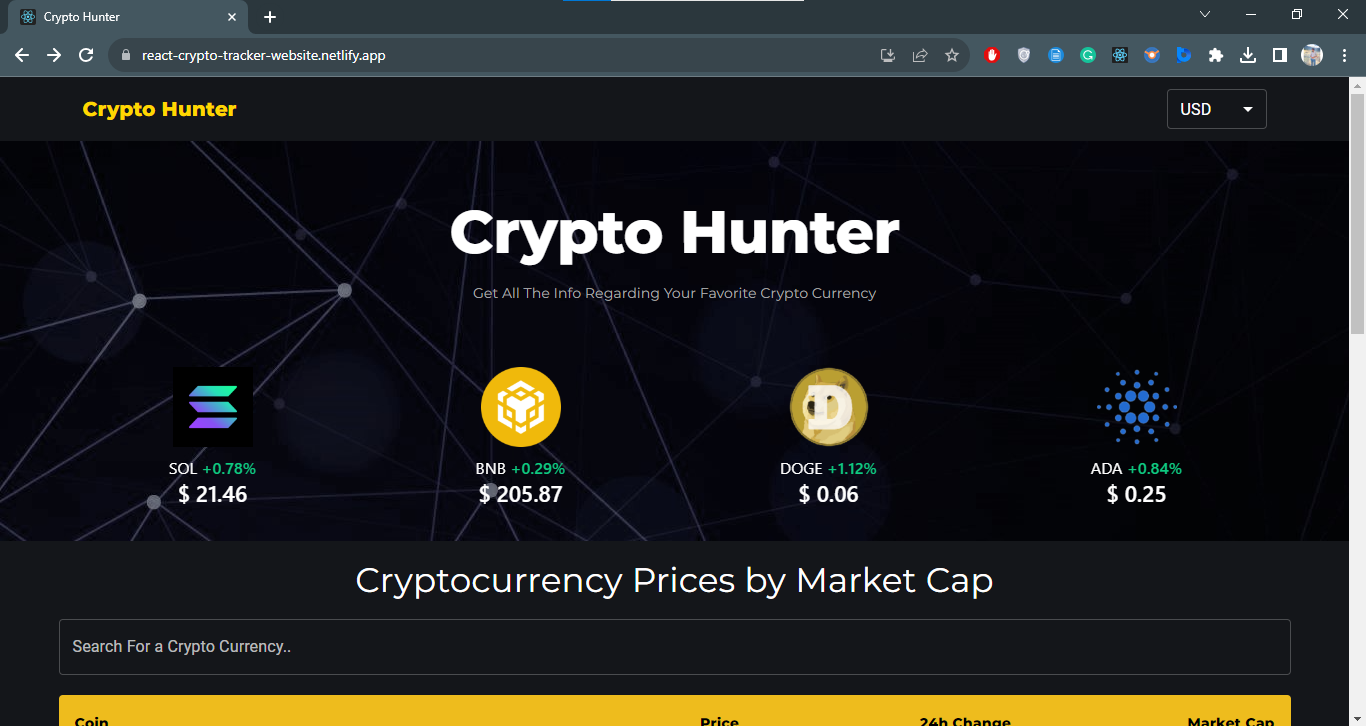 Crypto Hunter
react-crypto-tracker-website.netlify.app
Crypto Hunter
USD
Crypto Hunter
Get All The Info Regarding Your Favorite Crypto Currency
SOL +0.78%
$ 21.46
BNB +0.29%
$ 205.87
DOGE +1.12%
$ 0.06
ADA +0.84%
$ 0.25
Cryptocurrency Prices by Market Cap
Search For a Crypto Currency..
Coin Price 24h Change Market Cap